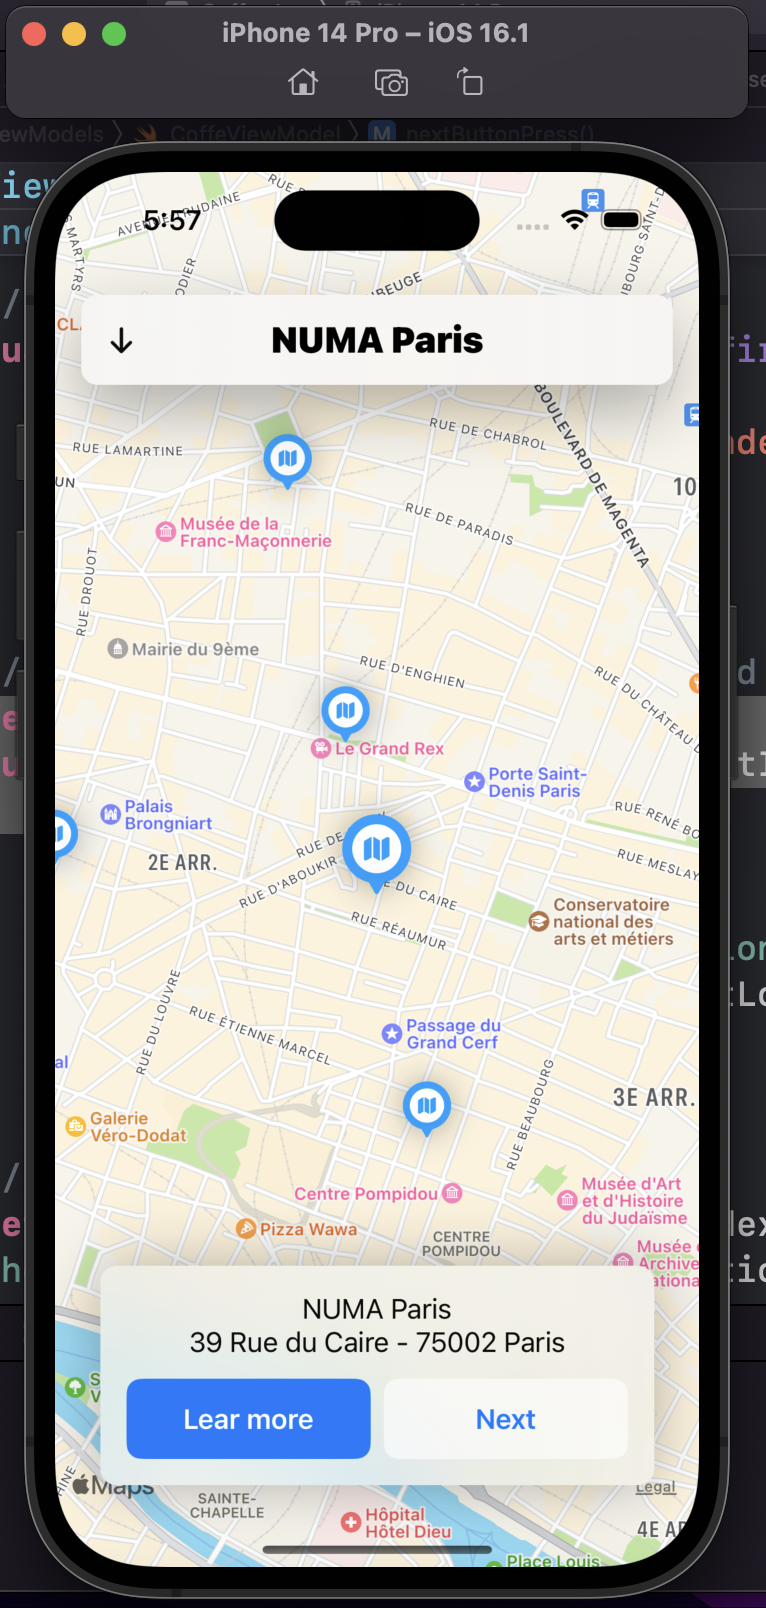 iPhone 14 Pro – iOS 16.1
ewModels
CoffeViewModel
M
nextButtonPress()
5:57
NUMA Paris
RUE LAMARTINE
RUE DE CHABROL
BOULEVARD DE MAGENTA
UN
10
Musée de la
Franc-Maçonnerie
RUE DE PARADIS
RUE DROUOT
Mairie du 9ème
RUE D'ENGHIEN
RUE DU CHÂTEAU D
Le Grand Rex
Porte Saint-
Denis Paris
Palais
Brongniart
RUE RENÉ BO
2E ARR.
RUE DE
RUE D'ABOUKIR
E DU CAIRE
RUE MESLAY
RUE RÉAUMUR
Conservatoire
national des
arts et métiers
RUE DU LOUVRE
RUE ÉTIENNE MARCEL
Passage du
Grand Cerf
al
RUE BEAUBOURG
3E ARR.
Galerie
Véro-Dodat
Centre Pompidou
Musée d'Art
et d'Histoire
du Judaïsme
Pizza Wawa
CENTRE
POMPIDOU
Musée
Archive
ationa
NUMA Paris
39 Rue du Caire - 75002 Paris
Lear more
Next
Maps
Legal
SAINTE-
CHAPELLE
Hôpital
Hôtel Dieu
4E AR
Place Louis